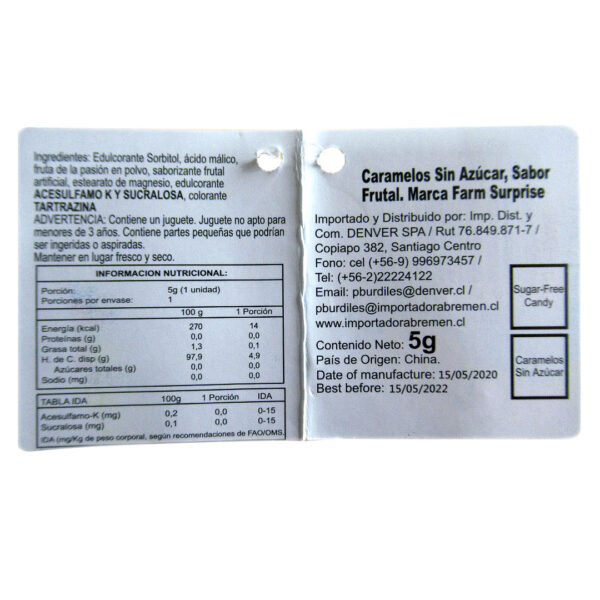 Ingredientes: Edulcorante Sorbitol, ácido málico,
fruta de la pasión en polvo, saborizante frutal
artificial, estearato de magnesio, edulcorante
ACESULFAMO K Y SUCRALOSA, colorante
TARTRAZINA
ADVERTENCIA: Contiene un juguete. Juguete no apto para
menores de 3 años. Contiene partes pequeñas que podrían
ser ingeridas o aspiradas.
Mantener en lugar fresco y seco.
INFORMACION NUTRICIONAL:
Porción: 5g (1 unidad)
Porciones por envase: 1
100 g 1 Porción
Energía (kcal) 270 14
Proteínas (g) 0,0 0,0
Grasa total (g) 1,3 0,1
H. de C. disp (g) 97,9 4,9
Azúcares totales (g) 0,0 0,0
Sodio (mg) 0,0 0,0
TABLA IDA 100g 1 Porción IDA
Acesulfamo-K (mg) 0,2 0,0 0-15
Sucralosa (mg) 0,1 0,0 0-15
IDA (mg/Kg de peso corporal, según recomendaciones de FAO/OMS.
Caramelos Sin Azúcar, Sabor
Frutal. Marca Farm Surprise
Importado y Distribuido por: Imp. Dist. y
Com. DENVER SPA / Rut 76.849.871-7 /
Copiapo 382, Santiago Centro
Fono: cel (+56-9) 996973457 /
Tel: (+56-2)22224122
Email: pburdiles@denver.cl /
pburdiles@importadorabremen.cl
www.importadorabremen.cl
Contenido Neto: 5g
País de Origen: China.
Date of manufacture: 15/05/2020
Best before: 15/05/2022
Sugar-Free
Candy
Caramelos
Sin Azúcar